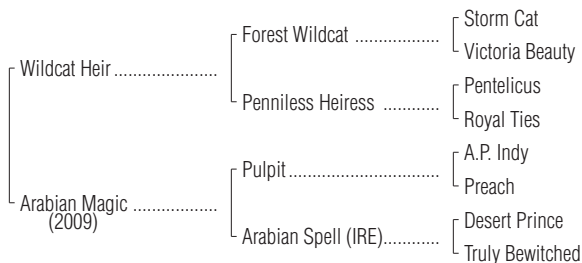 Storm Cat
Forest Wildcat ..................
Victoria Beauty
Wildcat Heir ......................
Pentelicus
Penniless Heiress ............
Royal Ties
A.P. Indy
Pulpit ................................
Preach
Arabian Magic ..................
(2009)
Desert Prince
Arabian Spell (IRE)............
Truly Bewitched